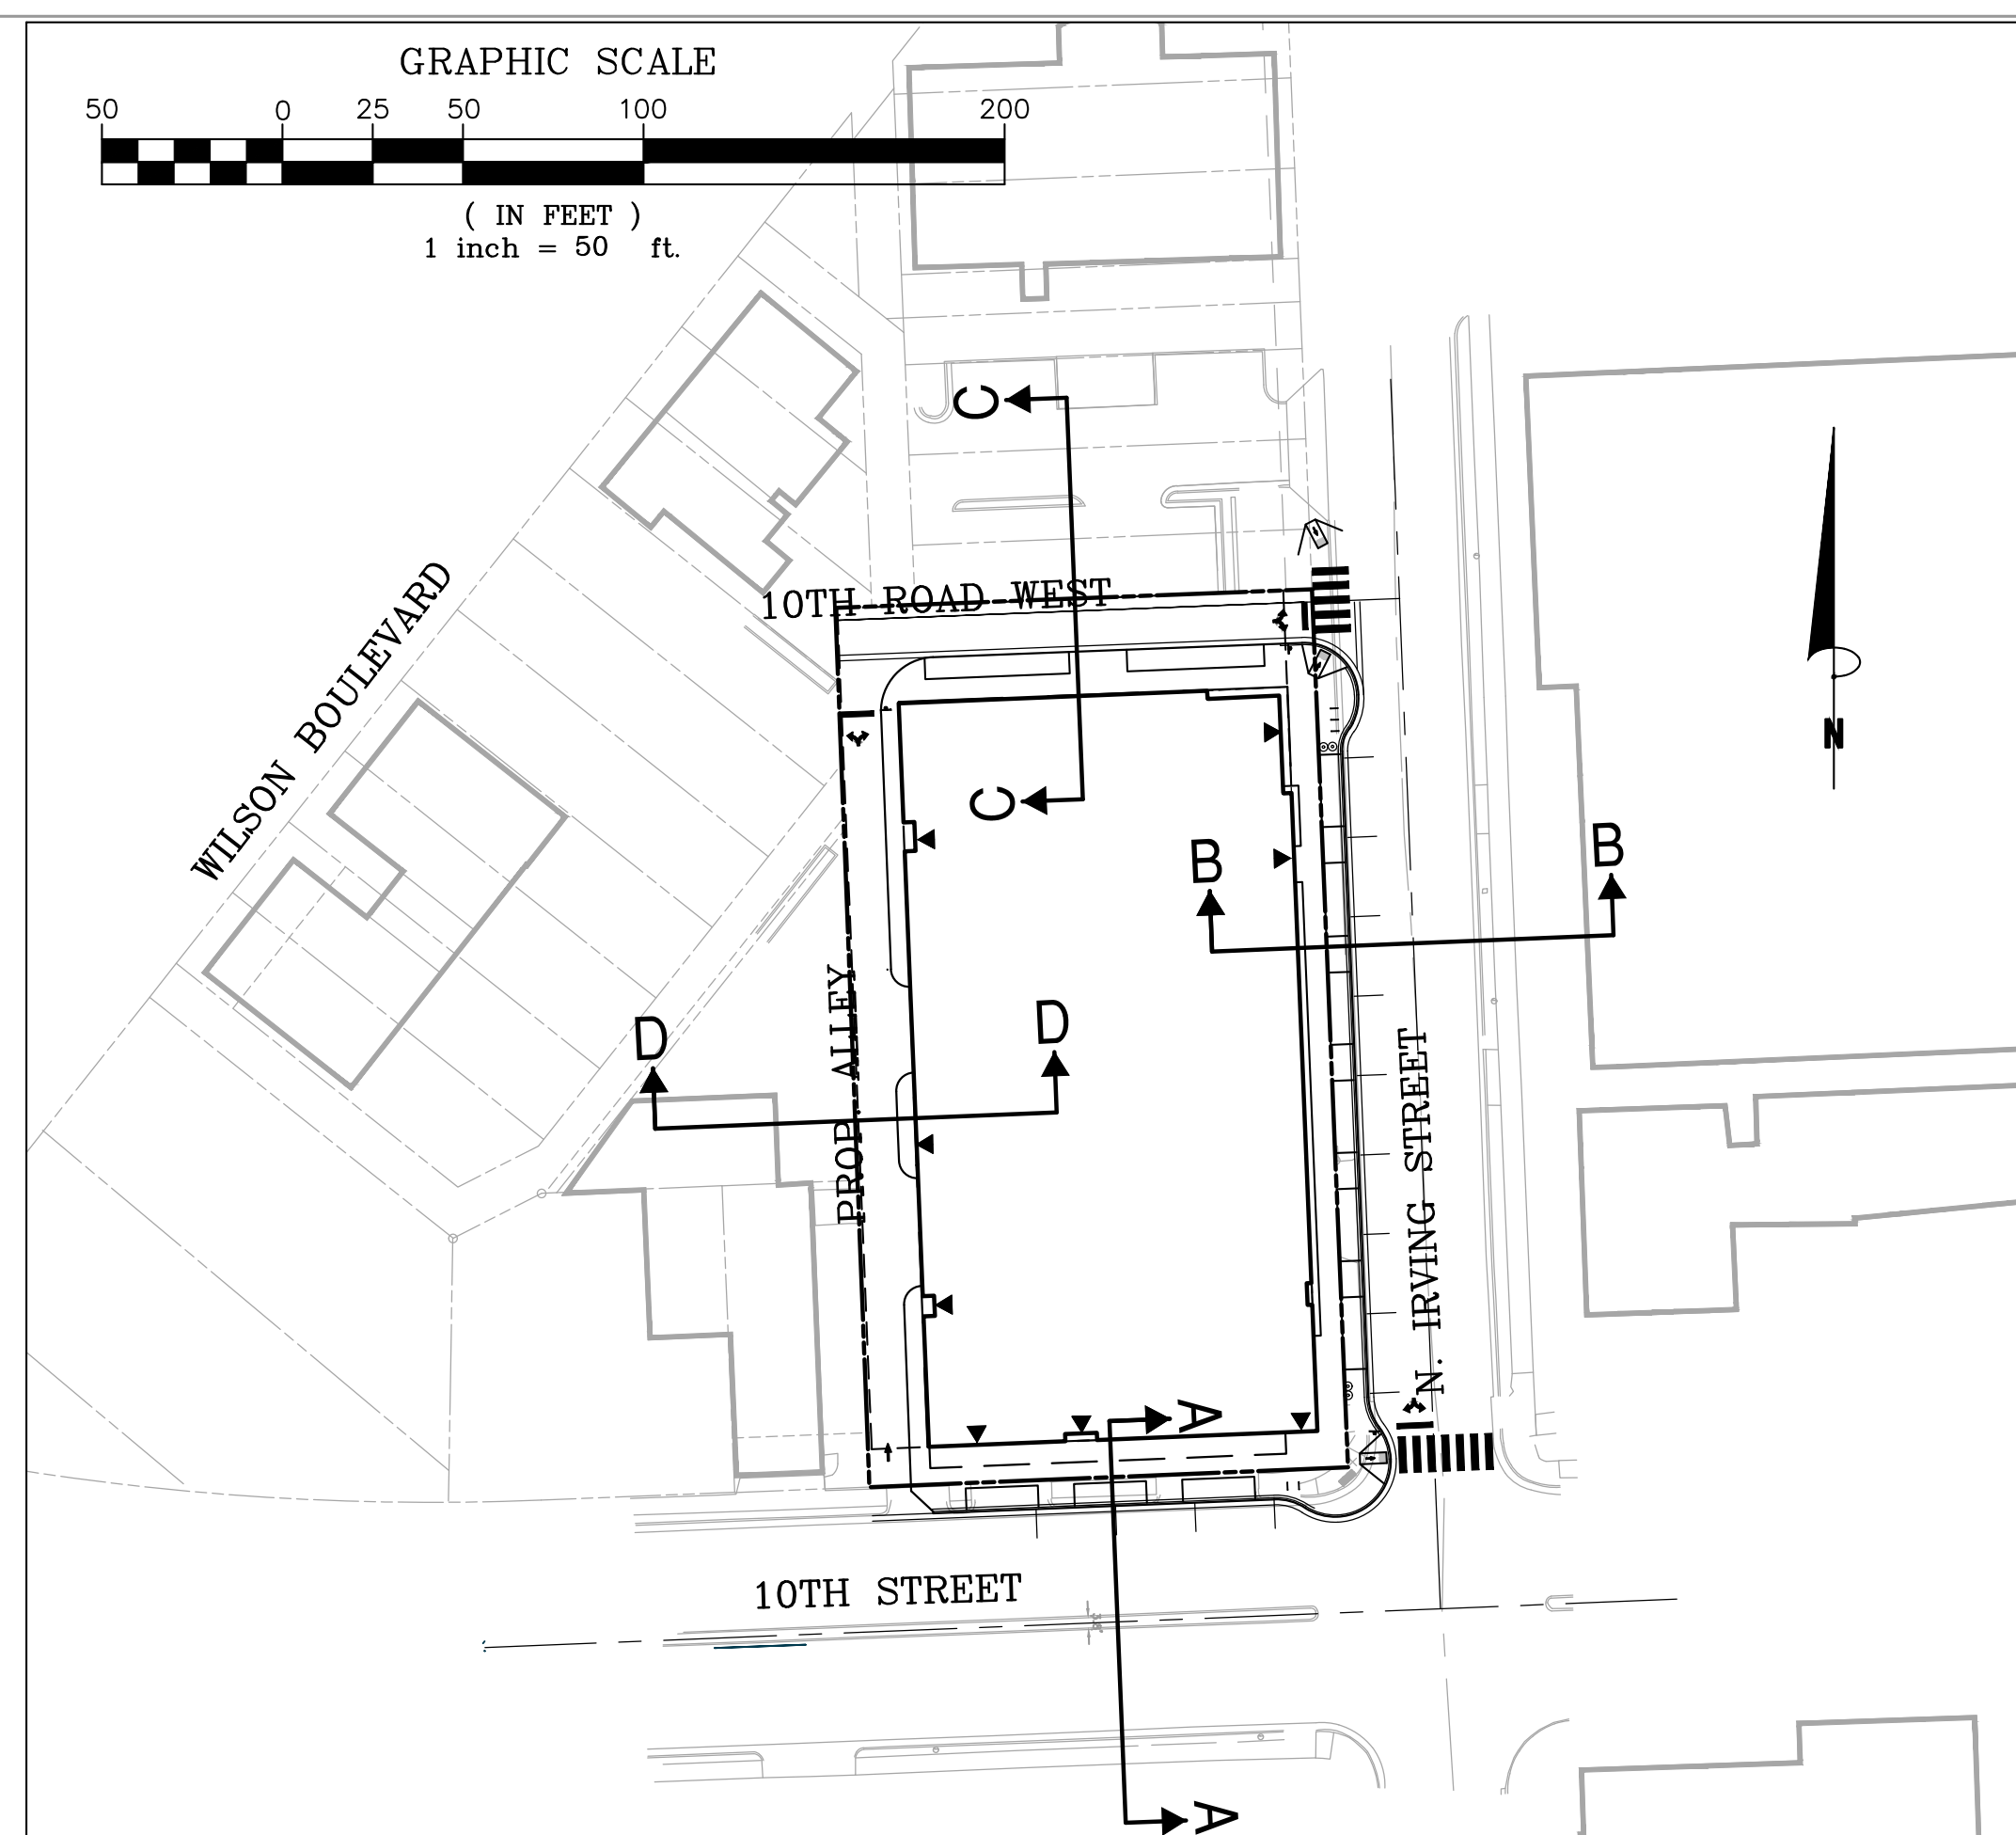 GRAPHIC SCALE
50 0 25 50 100 200
( IN FEET )
1 inch = 50 ft.
C
10TH ROAD WEST
WILSON BOULEVARD
N
C
B
B
D
D
PROP. ALLEY
N. IRVING STREET
A
10TH STREET
A